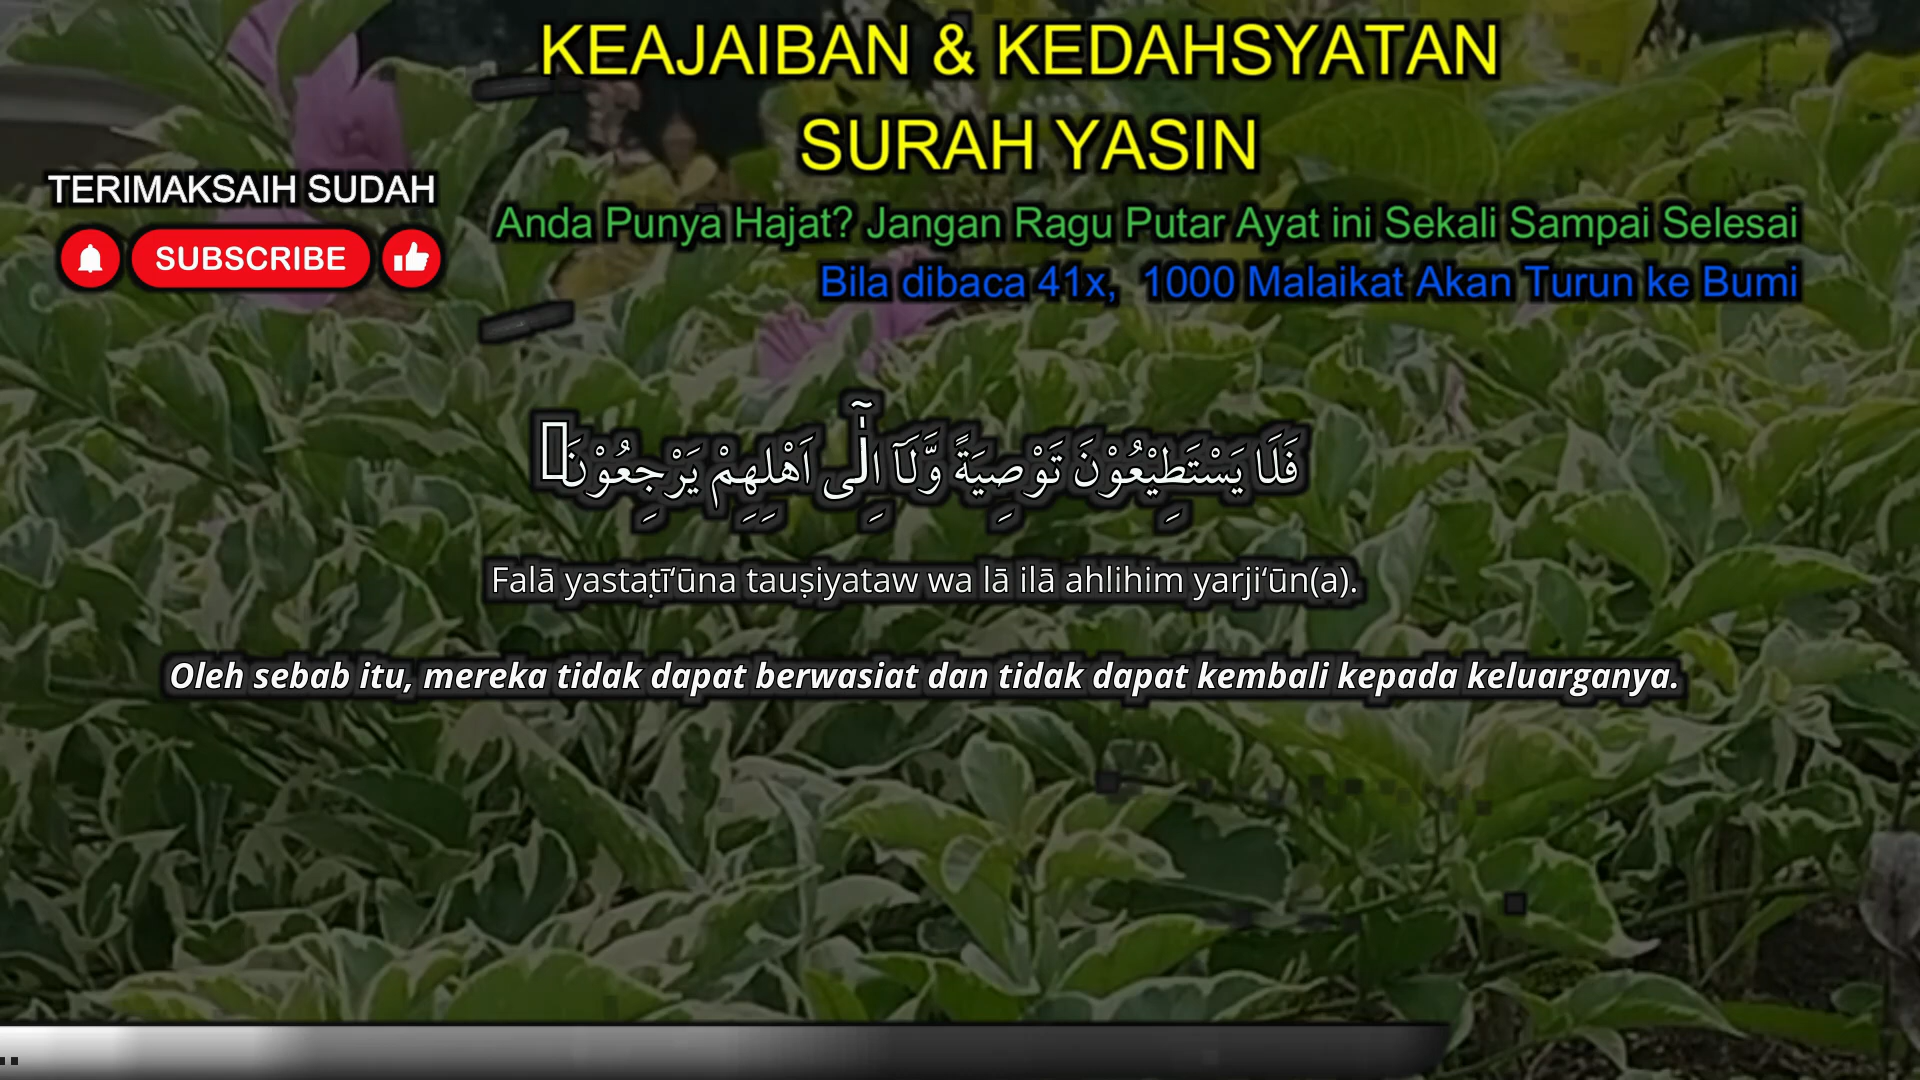 KEAJAIBAN & KEDAHSYATAN
SURAH YASIN
TERIMAKSAIH SUDAH
SUBSCRIBE
Anda Punya Hajat? Jangan Ragu Putar Ayat ini Sekali Sampai Selesai
Bila dibaca 41x, 1000 Malaikat Akan Turun ke Bumi
فَلَا يَسْتَطِيْعُوْنَ تَوْصِيَةً وَّلَآ اِلٰٓى اَهْلِهِمْ يَرْجِعُوْنَ
Falā yastaṭī‘ūna tauṣiyataw wa lā ilā ahlihim yarji‘ūn(a).
Oleh sebab itu, mereka tidak dapat berwasiat dan tidak dapat kembali kepada keluarganya.
..